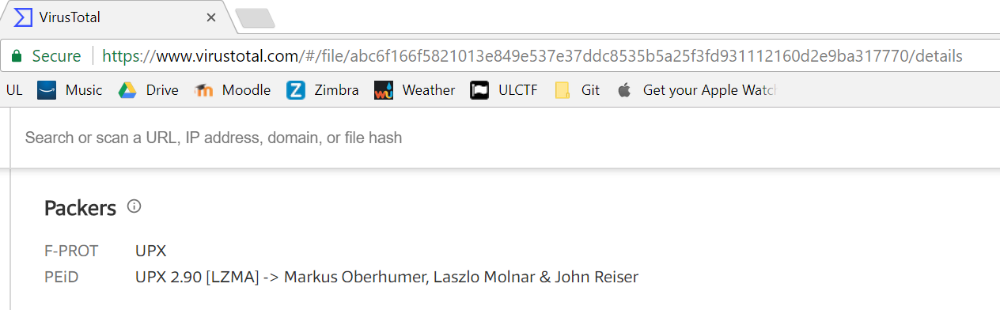 VirusTotal
Secure https://www.virustotal.com/#/file/abc6f166f5821013e849e537e37ddc8535b5a25f3fd931112160d2e9ba317770/details
UL Music Drive Moodle Zimbra Weather ULCTF Git Get your Apple Watc
Search or scan a URL, IP address, domain, or file hash
Packers
F-PROT UPX
PEiD UPX 2.90 [LZMA] -> Markus Oberhumer, Laszlo Molnar & John Reiser